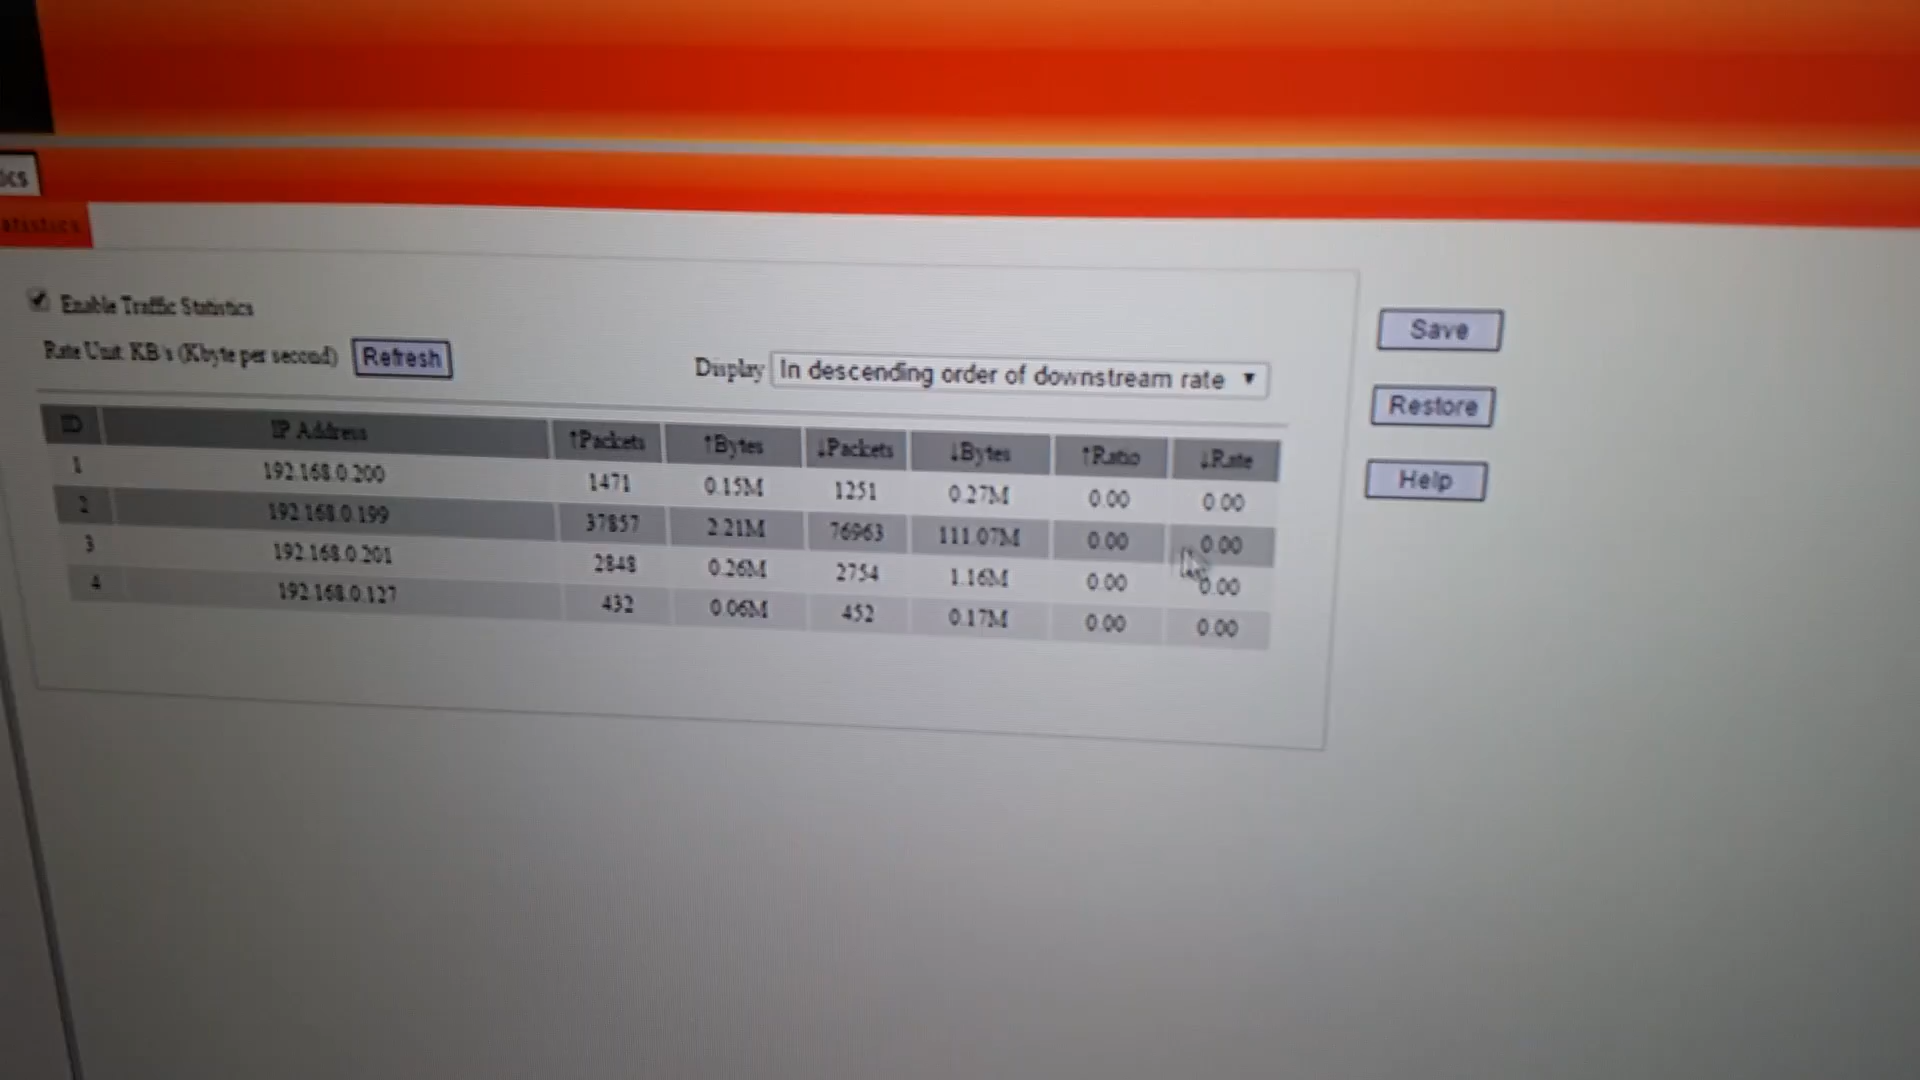 ics
atistics
Enable Traffic Statistics
Rate Unit: KB/s (Kbyte per second) Refresh
Display In descending order of downstream rate
Save
Restore
Help
ID IP Address ↑Packets ↑Bytes ↓Packets ↓Bytes ↑Ratio ↓Rate
1 192.168.0.200 1471 0.15M 1251 0.27M 0.00 0.00
2 192.168.0.199 37857 2.21M 76963 111.07M 0.00 0.00
3 192.168.0.201 2848 0.26M 2754 1.16M 0.00 0.00
4 192.168.0.127 432 0.06M 452 0.17M 0.00 0.00